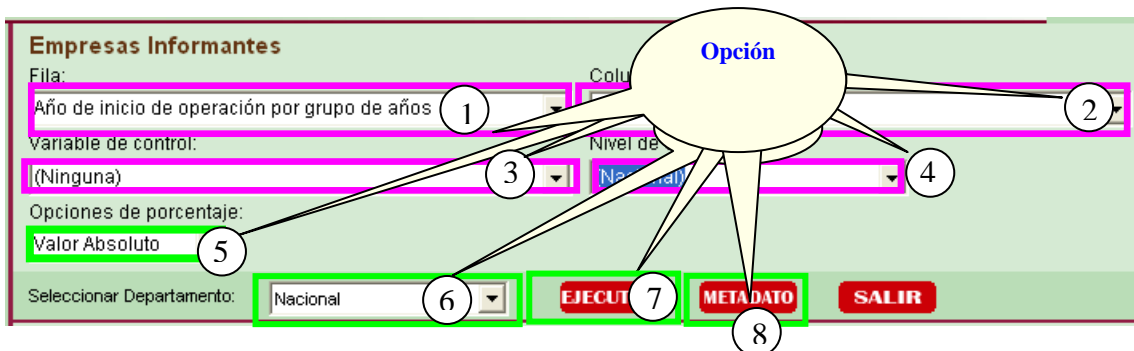 Empresas Informantes
Opción
Fila:
Colu
Año de inicio de operación por grupo de años
1
2
Variable de control:
Nivel de
(Ninguna)
3
(Nacional)
4
Opciones de porcentaje:
Valor Absoluto
5
Seleccionar Departamento:
Nacional
6
EJECUT
7
METADATO
SALIR
8